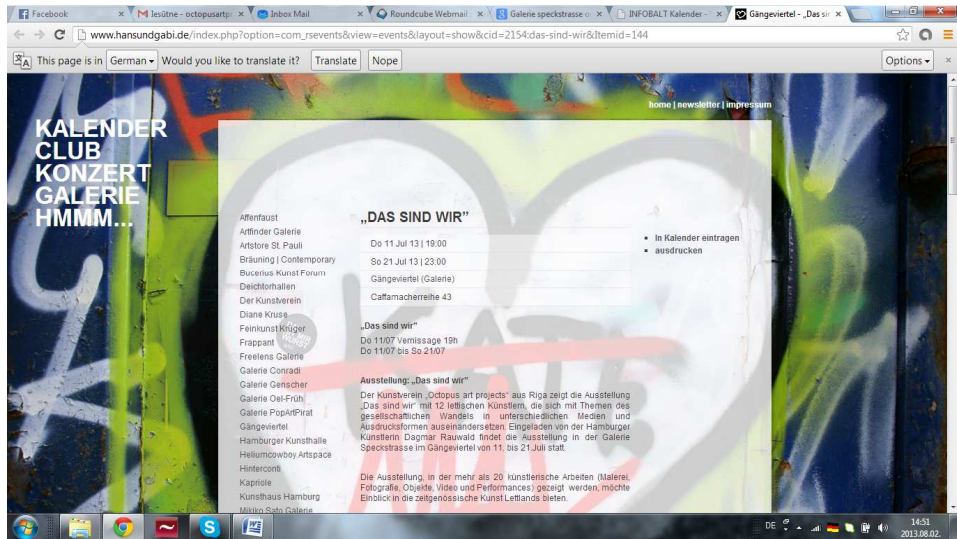 Facebook
Iesūtne - octopusartp
Inbox Mail
Roundcube Webmail
Galerie speckstrasse o
INFOBALT Kalender -
Gängeviertel - „Das sir
www.hansundgabi.de/index.php?option=com_rsevents&view=events&layout=show&cid=2154:das-sind-wir&Itemid=144
This page is in German Would you like to translate it? Translate Nope Options
home | newsletter | impressum
KALENDER
CLUB
KONZERT
GALERIE
HMMM...
Affenfaust
Artfinder Galerie
Artstore St. Pauli
Bräuning | Contemporary
Bucerius Kunst Forum
Deichtorhallen
Der Kunstverein
Diane Kruse
Feinkunst Krüger
Frappant
Freelens Galerie
Galerie Conradi
Galerie Genscher
Galerie Oel-Früh
Galerie PopArtPirat
Gängeviertel
Hamburger Kunsthalle
Heliumcowboy Artspace
Hinterconti
Kapriole
Kunsthaus Hamburg
Mikiko Sato Galerie
„DAS SIND WIR”
Do 11 Jul 13 | 19:00
So 21 Jul 13 | 23:00
Gängeviertel (Galerie)
Caffamacherreihe 43
„Das sind wir”
Do 11/07 Vernissage 19h
Do 11/07 bis So 21/07
Ausstellung: „Das sind wir”
Der Kunstverein „Octopus art projects” aus Riga zeigt die Ausstellung
„Das sind wir” mit 12 lettischen Künstlern, die sich mit Themen des
gesellschaftlichen Wandels in unterschiedlichen Medien und
Ausdrucksformen auseinandersetzen. Eingeladen von der Hamburger
Künstlerin Dagmar Rauwald findet die Ausstellung in der Galerie
Speckstrasse im Gängeviertel von 11. bis 21.Juli statt.
Die Ausstellung, in der mehr als 20 künstlerische Arbeiten (Malerei,
Fotografie, Objekte, Video und Performances) gezeigt werden, möchte
Einblick in die zeitgenössische Kunst Lettlands bieten.
In Kalender eintragen
ausdrucken
DE
14:51
2013.08.02.